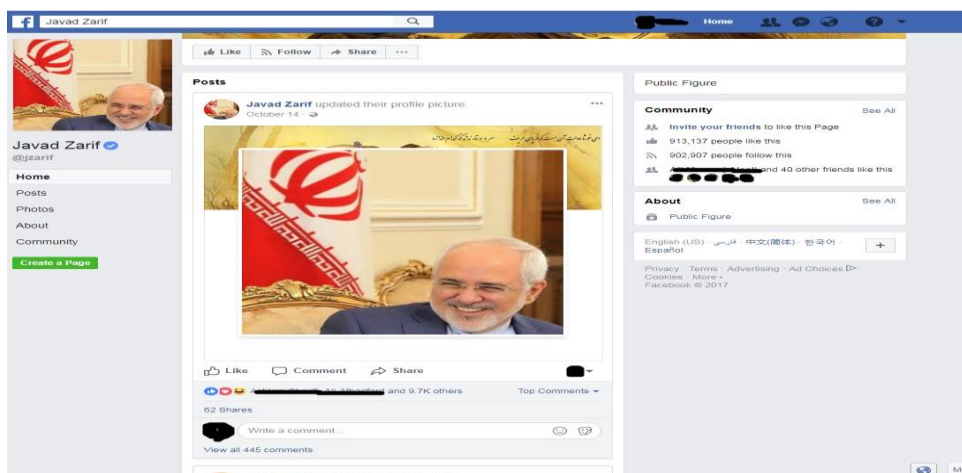 Javad Zarif
Home
Like Follow Share ...
Javad Zarif
@jzarif
Home
Posts
Photos
About
Community
Create a Page
Posts
Javad Zarif updated their profile picture.
October 14 ·
Like Comment Share
and 9.7K others
Top Comments
62 Shares
Write a comment...
View all 445 comments
Public Figure
Community
See All
Invite your friends to like this Page
913,137 people like this
902,907 people follow this
and 40 other friends like this
About
See All
Public Figure
English (US) · فارسی · 中文(简体) · 한국어 ·
Español
Privacy · Terms · Advertising · Ad Choices ·
Cookies · More
Facebook © 2017
M